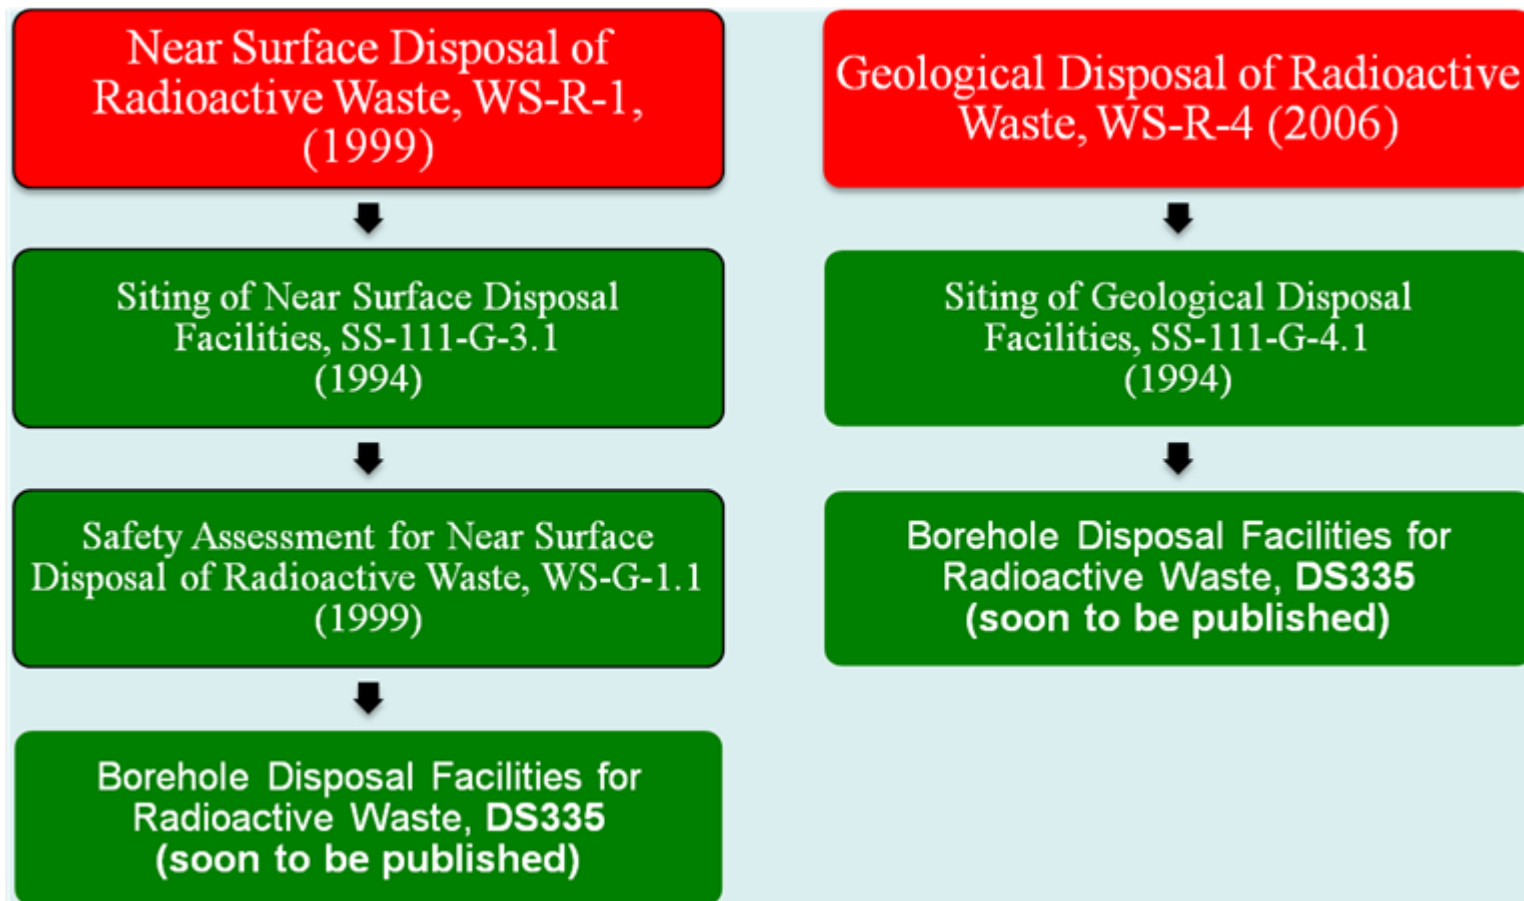 Near Surface Disposal of
Radioactive Waste, WS-R-1,
(1999)
Siting of Near Surface Disposal
Facilities, SS-111-G-3.1
(1994)
Safety Assessment for Near Surface
Disposal of Radioactive Waste, WS-G-1.1
(1999)
Borehole Disposal Facilities for
Radioactive Waste, DS335
(soon to be published)
Geological Disposal of Radioactive
Waste, WS-R-4 (2006)
Siting of Geological Disposal
Facilities, SS-111-G-4.1
(1994)
Borehole Disposal Facilities for
Radioactive Waste, DS335
(soon to be published)